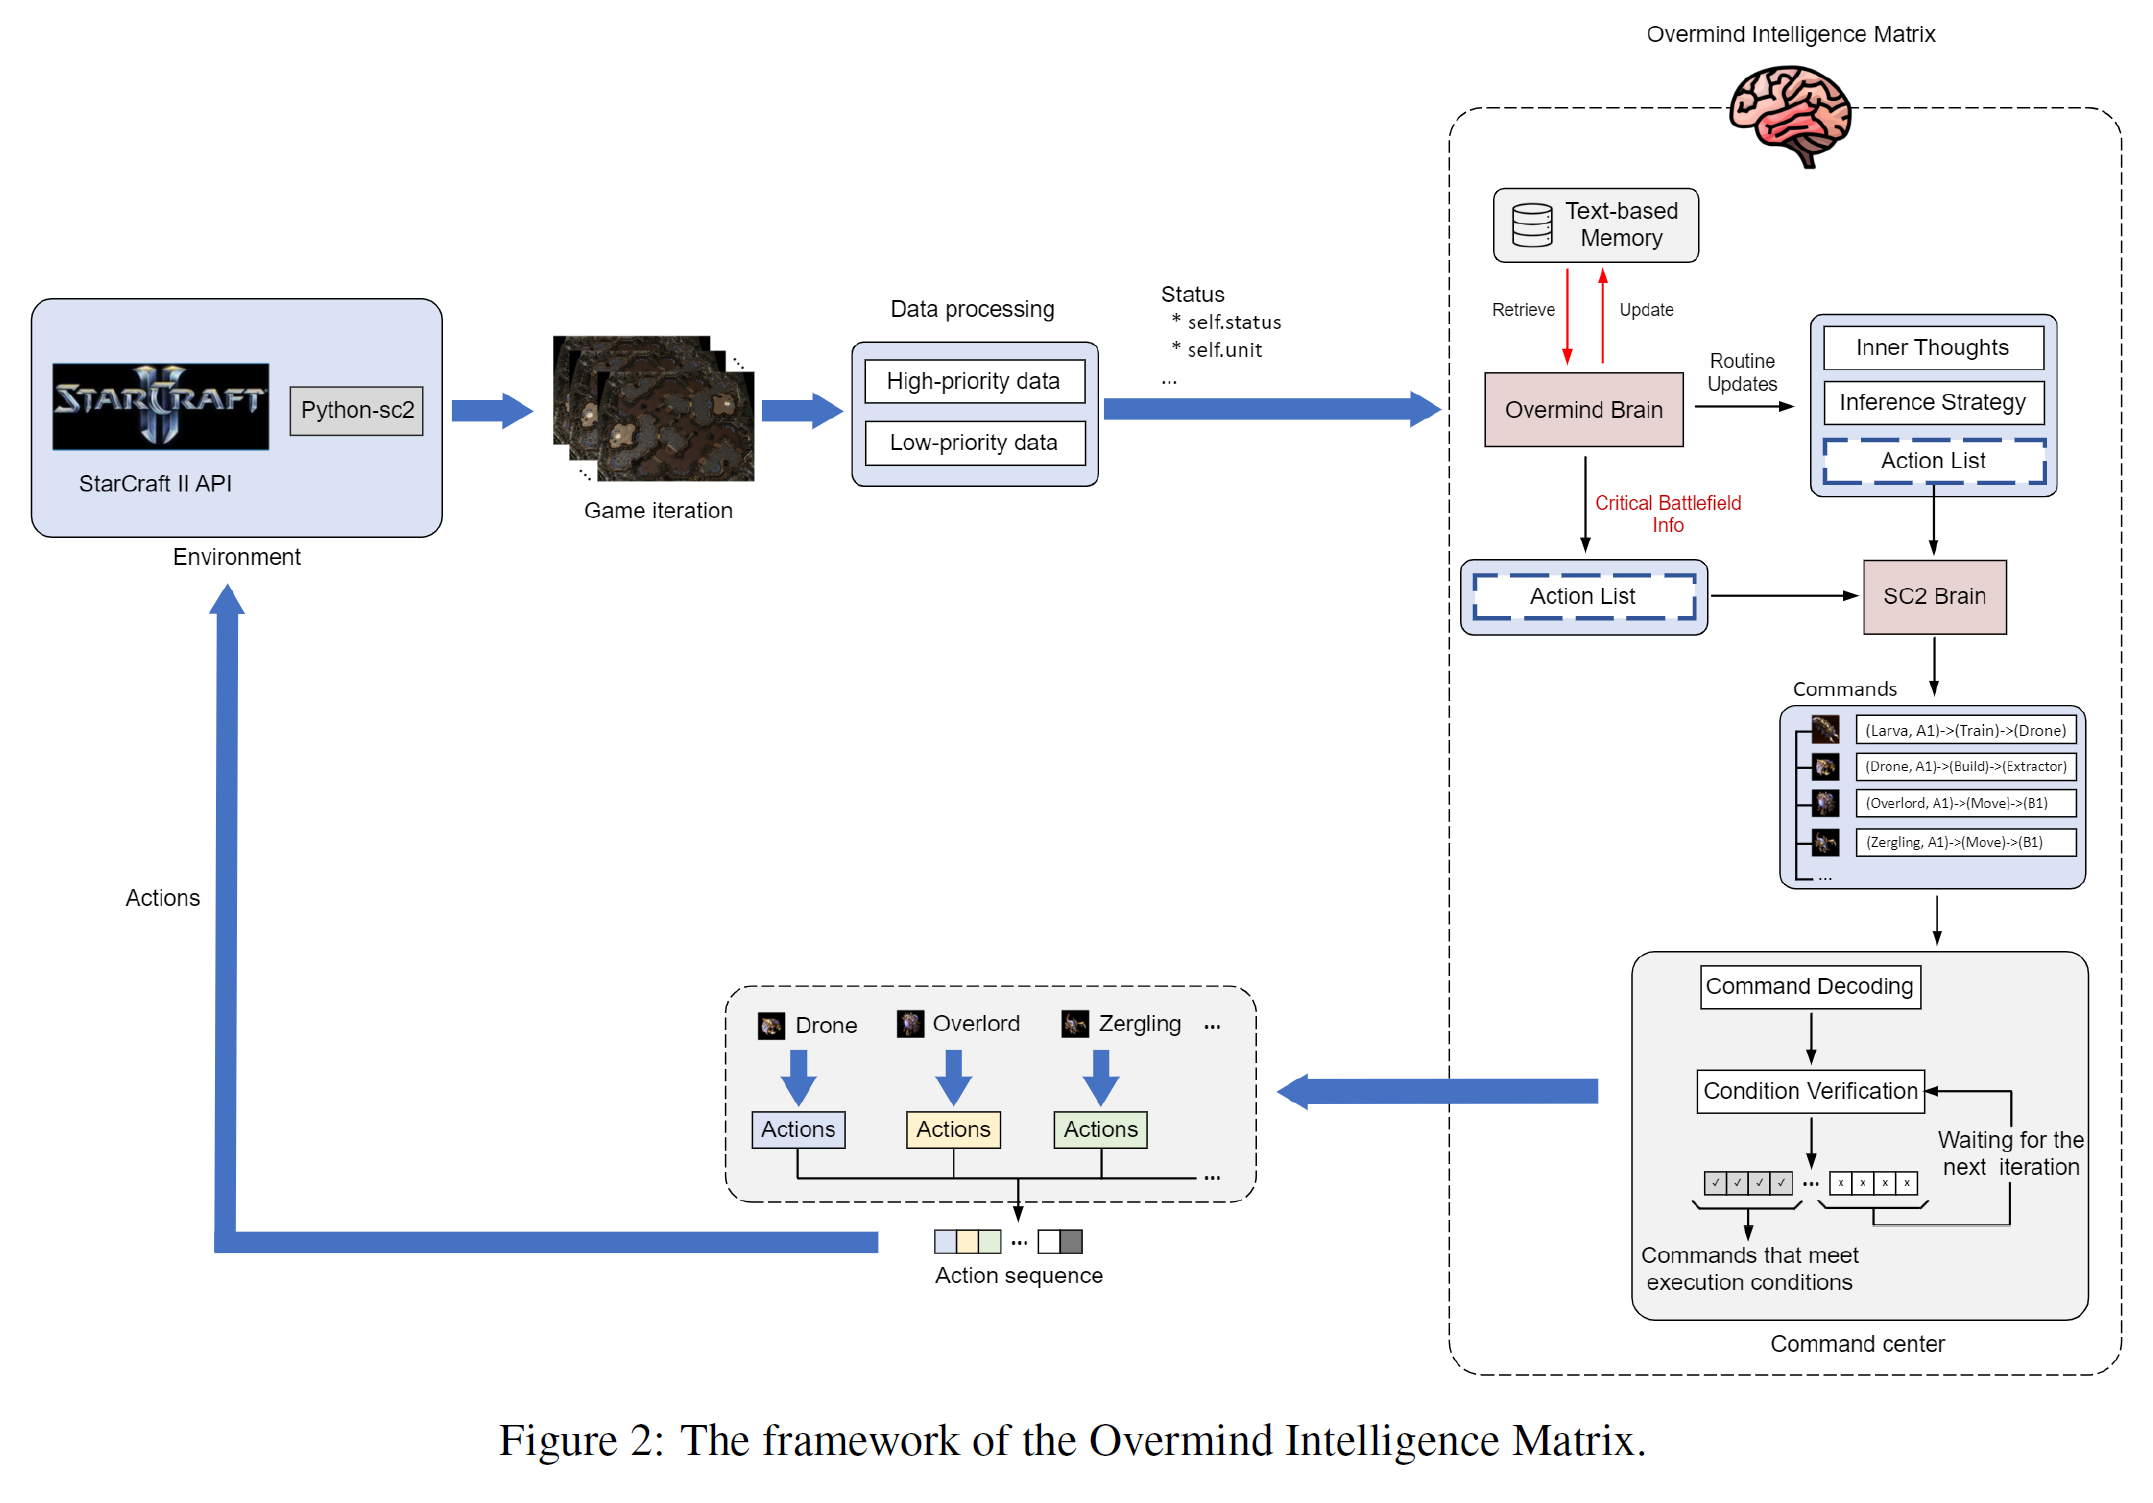 Overmind Intelligence Matrix
Text-based
Memory
Retrieve
Update
Status
* self.status
* self.unit
...
Data processing
High-priority data
Low-priority data
STARCRAFT
II
Python-sc2
StarCraft II API
Environment
Game iteration
Overmind Brain
Routine
Updates
Inner Thoughts
Inference Strategy
Action List
Critical Battlefield
Info
Action List
SC2 Brain
Commands
(Larva, A1)->(Train)->(Drone)
(Drone, A1)->(Build)->(Extractor)
(Overlord, A1)->(Move)->(B1)
(Zergling, A1)->(Move)->(B1)
...
Actions
Command Decoding
Condition Verification
Waiting for the
next iteration
✓ ✓ ✓ ✓ ... x x x x
Commands that meet
execution conditions
Command center
Drone Overlord Zergling ...
Actions Actions Actions
...
...
Action sequence
Figure 2: The framework of the Overmind Intelligence Matrix.